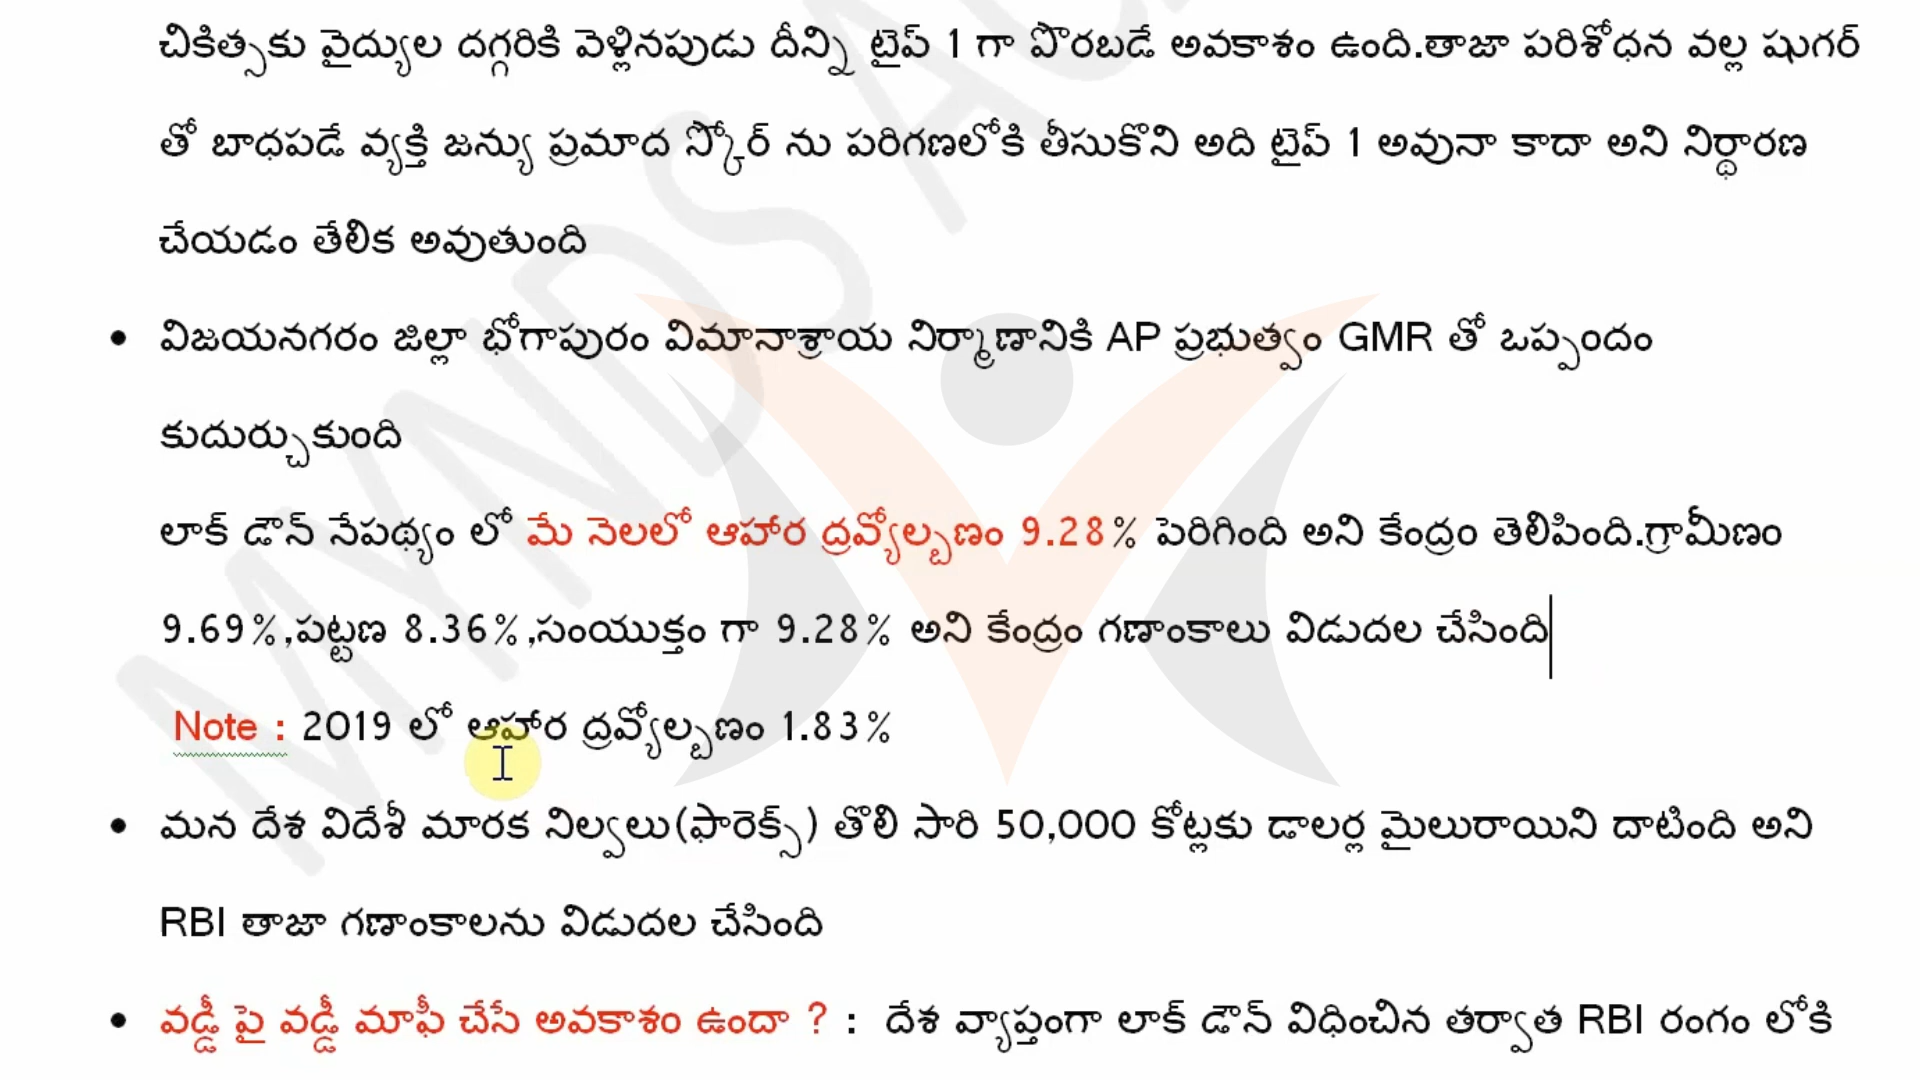 చికిత్సకు వైద్యుల దగ్గరికి వెళ్లినపుడు దీన్ని టైప్ 1 గా పొరబడే అవకాశం ఉంది.తాజా పరిశోధన వల్ల షుగర్
తో బాధపడే వ్యక్తి జన్యు ప్రమాద స్కోర్ ను పరిగణలోకి తీసుకొని అది టైప్ 1 అవునా కాదా అని నిర్థారణ
చేయడం తేలిక అవుతుంది
• విజయనగరం జిల్లా భోగాపురం విమానాశ్రాయ నిర్మాణానికి AP ప్రభుత్వం GMR తో ఒప్పందం
కుదుర్చుకుంది
లాక్ డౌన్ నేపథ్యం లో మే నెలలో ఆహార ద్రవ్యోల్బణం 9.28% పెరిగింది అని కేంద్రం తెలిపింది.గ్రామీణం
9.69%,పట్టణ 8.36%,సంయుక్తం గా 9.28% అని కేంద్రం గణాంకాలు విడుదల చేసింది
Note : 2019 లో ఆహార ద్రవ్యోల్బణం 1.83%
• మన దేశ విదేశీ మారక నిల్వలు(ఫారెక్స్) తొలి సారి 50,000 కోట్లకు డాలర్ల మైలురాయిని దాటింది అని
RBI తాజా గణాంకాలను విడుదల చేసింది
• వడ్డీ పై వడ్డీ మాఫీ చేసే అవకాశం ఉందా ? : దేశ వ్యాప్తంగా లాక్ డౌన్ విధించిన తర్వాత RBI రంగం లోకి